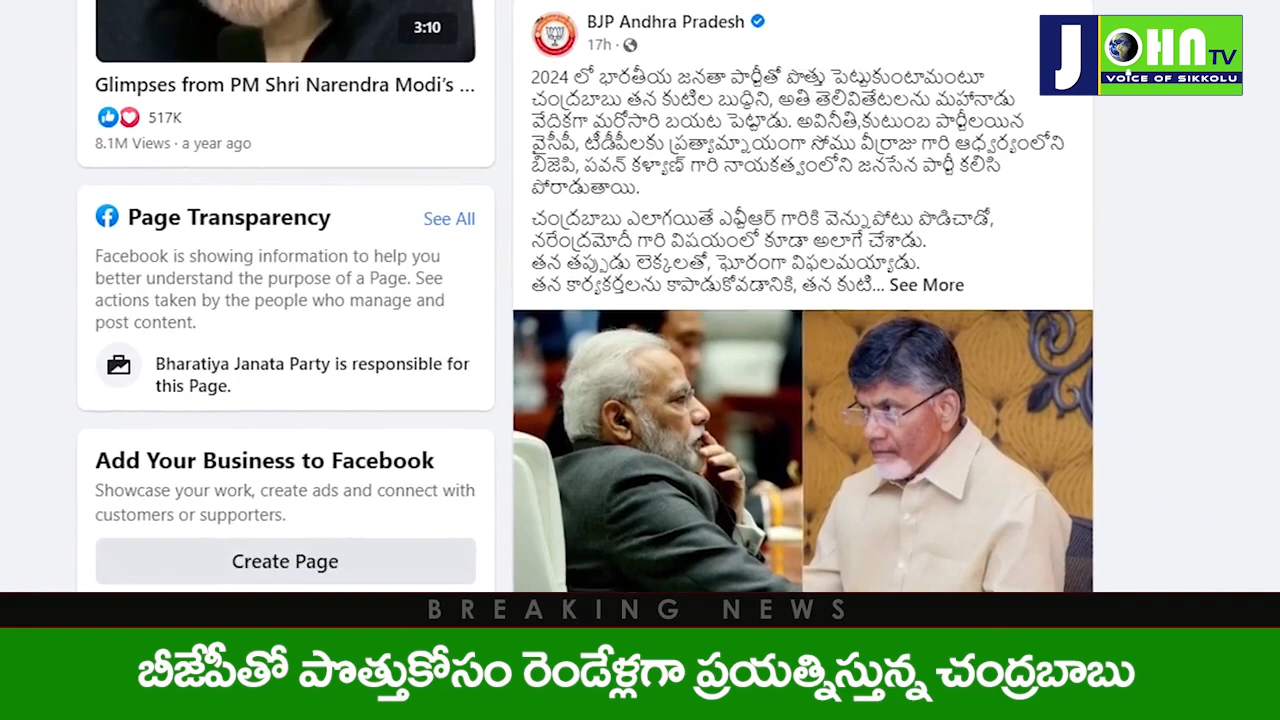 3:10
Glimpses from PM Shri Narendra Modi's ...
517K
8.1M Views · a year ago
Page Transparency
See All
Facebook is showing information to help you
better understand the purpose of a Page. See
actions taken by the people who manage and
post content.
Bharatiya Janata Party is responsible for
this Page.
Add Your Business to Facebook
Showcase your work, create ads and connect with
customers or supporters.
Create Page
BJP Andhra Pradesh
17h ·
2024 లో భారతీయ జనతా పార్టీతో పొత్తు పెట్టుకుంటామంటూ
చంద్రబాబు తన కుటిల బుద్ధిని, అతి తెలివితేటలను మహానాడు
వేదికగా మరోసారి బయట పెట్టాడు. అవినీతి,కుటుంబ పార్టీలయిన
వైసీపీ, టీడీపీలకు ప్రత్యామ్నాయంగా సోము వీర్రాజు గారి ఆధ్వర్యంలోని
బిజెపి, పవన్ కళ్యాణ్ గారి నాయకత్వంలోని జనసేన పార్టీ కలిసి
పోరాడుతాయి.
చంద్రబాబు ఎలాగయితే ఎన్టీఆర్ గారికి వెన్నుపోటు పొడిచాడో,
నరేంద్రమోదీ గారి విషయంలో కూడా అలాగే చేశాడు.
తన తప్పుడు లెక్కలతో, ఘోరంగా విఫలమయ్యాడు.
తన కార్యకర్తలను కాపాడుకోవడానికి, తన కుటి... See More
JOHN TV
VOICE OF SIKKOLU
BREAKING NEWS
బీజేపీతో పొత్తుకోసం రెండేళ్లగా ప్రయత్నిస్తున్న చంద్రబాబు